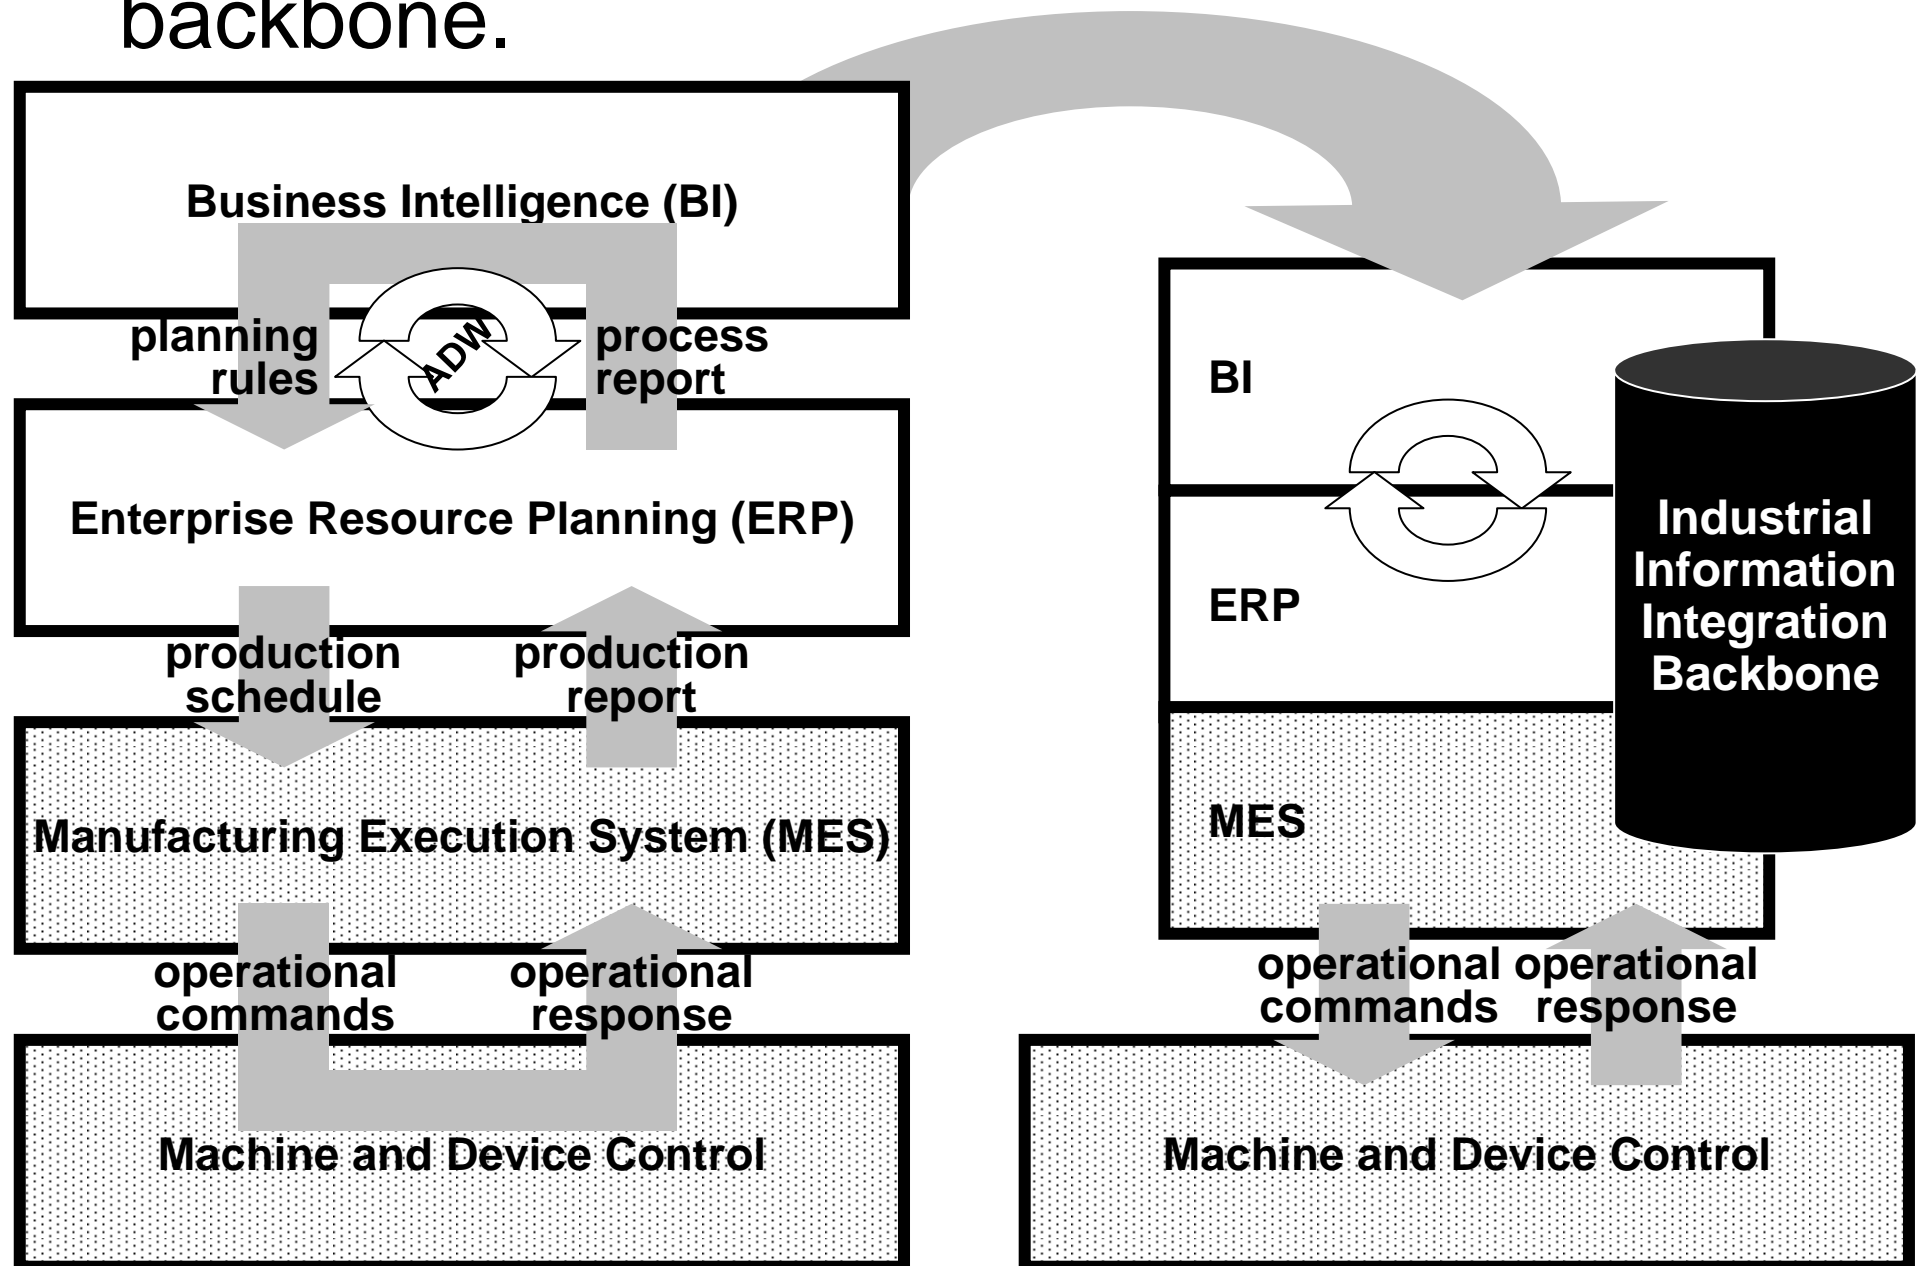 backbone.
Business Intelligence (BI)
planning
rules
ADW
process
report
Enterprise Resource Planning (ERP)
production
schedule
production
report
Manufacturing Execution System (MES)
operational
commands
operational
response
Machine and Device Control
BI
ERP
MES
Industrial
Information
Integration
Backbone
operational
commands
operational
response
Machine and Device Control